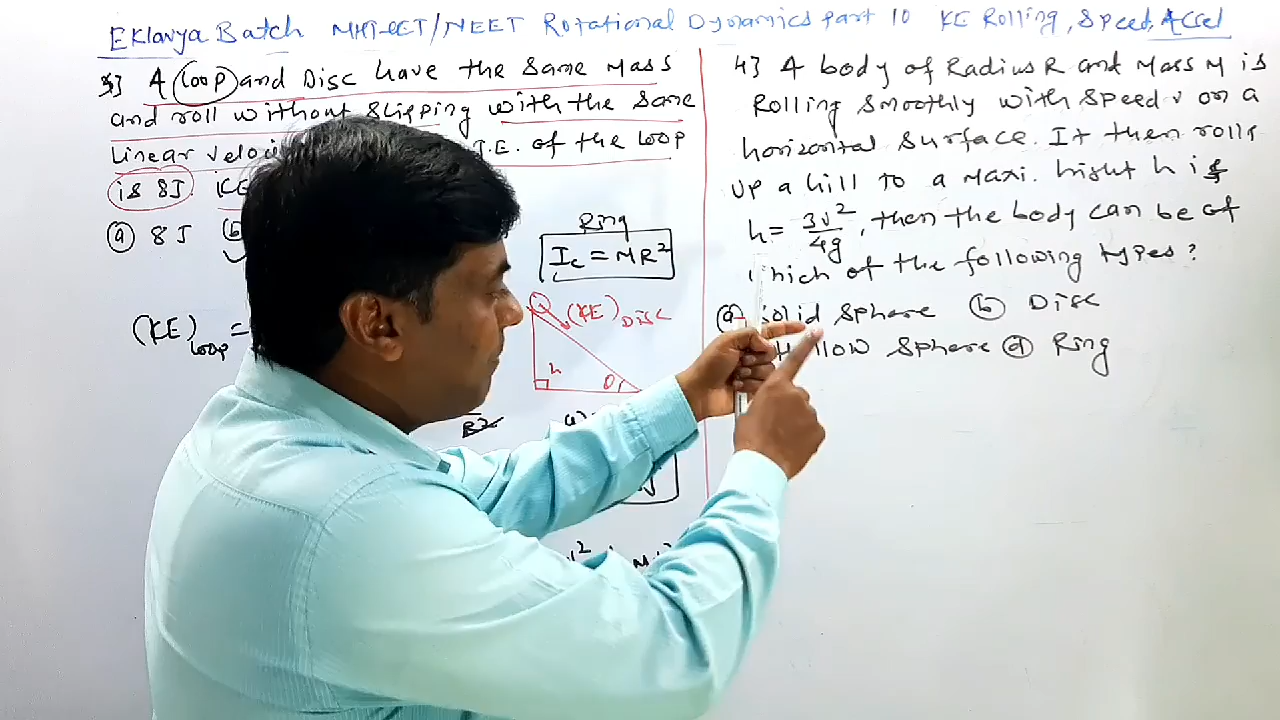 Eklavya Batch MHT-CET/NEET Rotational Dynamics part 10 KE Rolling, Speed, Accel
3] A Loop and Disc have the Same Mass
and roll without Slipping with the Same
Linear velo
T.E. of the loop
is 8J KE
(a) 8 J (b)
Ring
Ic = MR²
(KE)Loop =
(KE)Disc
h θ
R²
4] A body of Radius R and Mass M is
Rolling Smoothly with Speed v on a
horizontal Surface. It then rolls
up a hill to a Maxi. hight h if
h = 3v²/4g, then the body can be of
which of the following types?
(a) Solid Sphere (b) Disc
Hollow Sphere (d) Ring